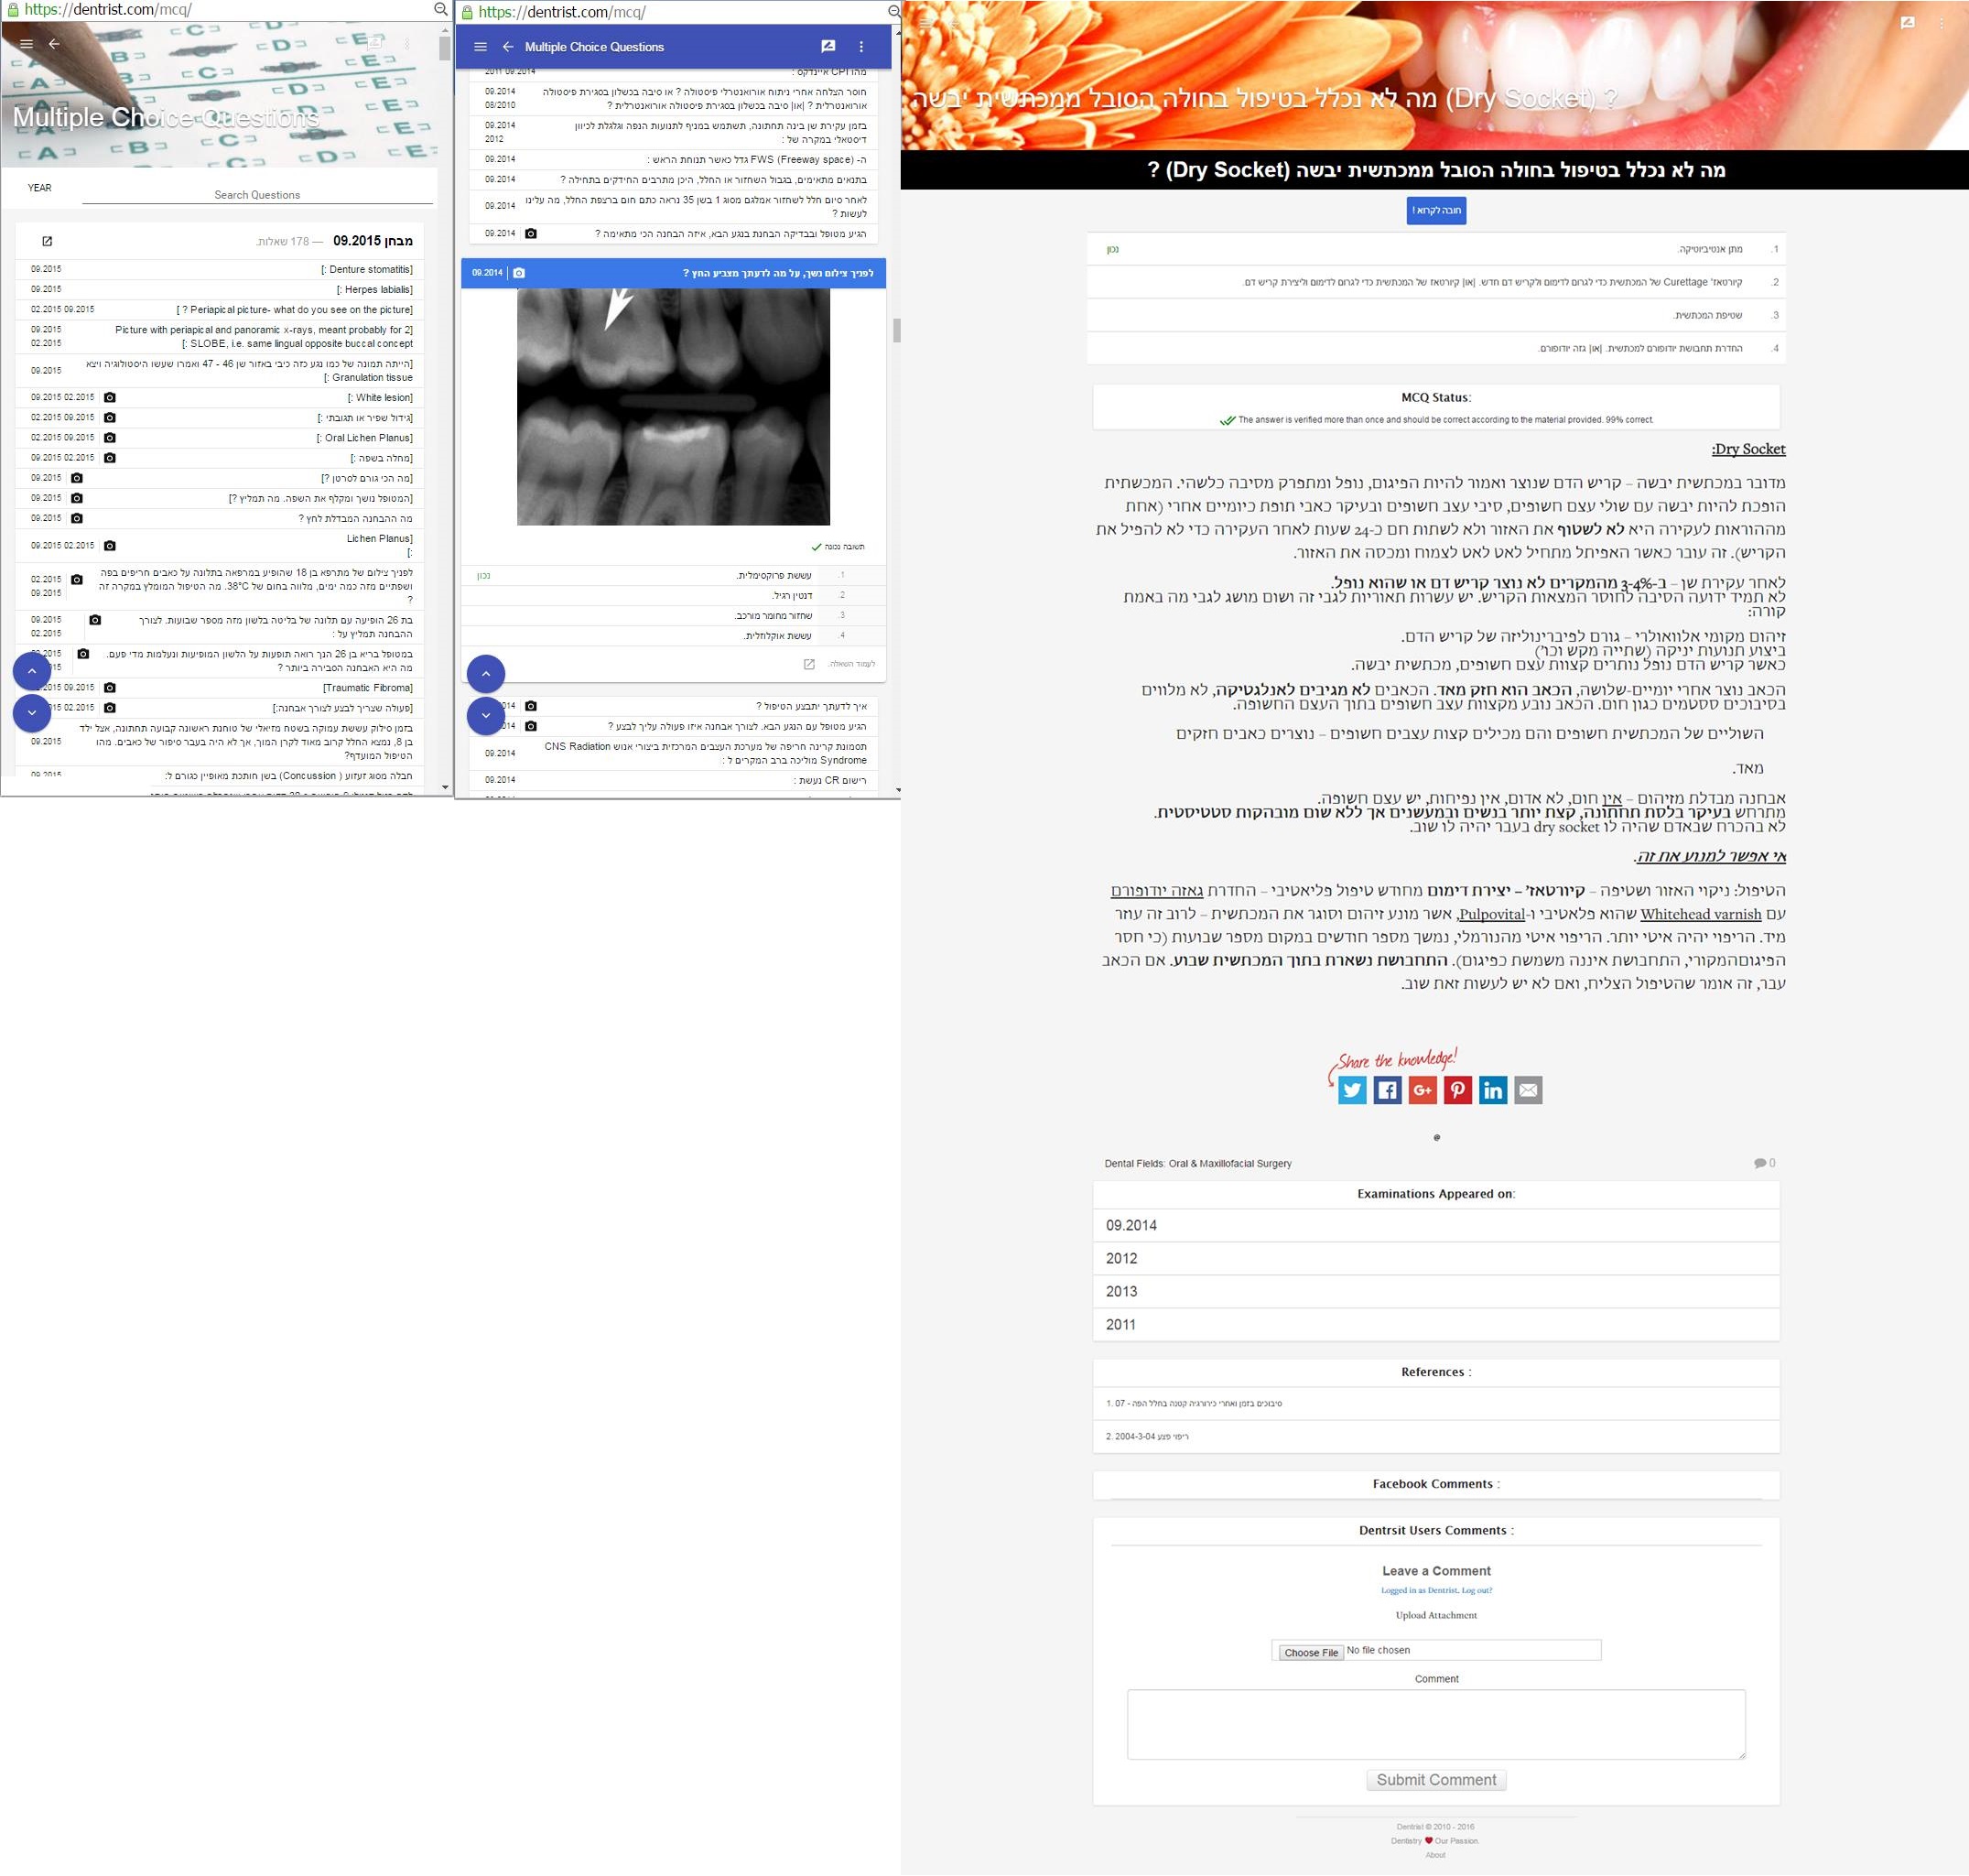 https://dentrist.com/mcq/
Multiple Choice Questions
YEAR
Search Questions
מבחן 09.2015 — 178 שאלות.
[Denture stomatitis :] 09.2015
[Herpes labialis :] 09.2015
[Periapical picture- what do you see on the picture ? ] 02.2015 09.2015
Picture with periapical and panoramic x-rays, meant probably for 2] 09.2015
[: SLOBE, i.e. same lingual opposite buccal concept 02.2015
[הייתה תמונה של כמו נגע כזה כיבי באזור שן 46 - 47 ואמרו שעשו היסטולוגיה ויצא 09.2015
[: Granulation tissue
[White lesion :] 09.2015 02.2015
[גידול שפיר או תגובתי :] 02.2015 09.2015
[Oral Lichen Planus :] 02.2015 09.2015
[מחלה בשפה :] 09.2015 02.2015
[מה הכי גורם לסרטן ?] 09.2015
[המטופל נושך ומקלף את השפה. מה תמליץ ?] 09.2015
מה ההבחנה המבדלת לחץ ? 09.2015
Lichen Planus] 09.2015 02.2015
[:
לפניך צילום של מתרפא בן 18 שהופיע במרפאה בתלונה על כאבים חריפים בפה 02.2015
ושפתיים מזה כמה ימים, מלווה בחום של 38°C. מה הטיפול המומלץ במקרה זה 09.2015
?
בת 26 הופיעה עם תלונה של בליטה בלשון מזה מספר שבועות. לצורך 09.2015
ההבחנה תמליץ על : 02.2015
במטופל בריא בן 26 הנך רואה תופעות על הלשון המופיעות ונעלמות מדי פעם.
מה היא האבחנה הסבירה ביותר ?
[Traumatic Fibroma] 09.2015
[פעולה שצריך לבצע לצורך אבחנה:] 02.2015
בזמן סילוק עששת עמוקה בשטח מזיאלי של טוחנת ראשונה קבועה תחתונה, אצל ילד
בן 8, נמצא החלל קרוב מאוד לקרן המוך, אך לא היה בעבר סיפור של כאבים. מהו 09.2015
הטיפול המועדף?
חבלה מסוג זעזוע ( Concussion) בשן חותכת מאופיין כגורם ל: 09.2015
https://dentrist.com/mcq/
Multiple Choice Questions
מהו CPI איינדקס : 2011 09.2014
חוסר הצלחה אחרי ניתוח אורואנטרלי פיסטולה ? או סיבה בכשלון בסגירת פיסטולה 09.2014
אורואנטרלית ? |או| סיבה בכשלון בסגירת פיסטולה אורואנטרלית ? 08/2010
בזמן עקירת שן בינה תחתונה, תשתמש במניף לתנועות הנפה וגלגלת לכיוון 09.2014
דיסטאלי במקרה של : 2012
ה- FWS (Freeway space) גדל כאשר תנוחת הראש : 09.2014
בתנאים מתאימים, בגבול השחזור או החלל, היכן מתרבים החידקים בתחילה ? 09.2014
לאחר סיום חלל לשחזור אמלגם מסוג 1 בשן 35 נראה כתם חום ברצפת החלל, מה עלינו 09.2014
לעשות ?
הגיע מטופל ובבדיקה הבחנת בנגע הבא, איזה הבחנה הכי מתאימה ? 09.2014
לפניך צילום נשך, על מה לדעתך מצביע החץ ? 09.2014
תשובה נכונה
1. עששת פרוקסימלית. נכון
2. דנטין רגיל.
3. שחזור מחומר מורכב.
4. עששת אוקלוזלית.
לעמוד השאלה.
איך לדעתך יתבצע הטיפול ?
הגיע מטופל עם הנגע הבא. לצורך אבחנה איזו פעולה עליך לבצע ?
תסמונת קרינה חריפה של מערכת העצבים המרכזית ביצורי אנוש CNS Radiation 09.2014
Syndrome מוליכה ברב המקרים ל :
רישום CR נעשת : 09.2014
מה לא נכלל בטיפול בחולה הסובל ממכתשית יבשה (Dry Socket) ?
מה לא נכלל בטיפול בחולה הסובל ממכתשית יבשה (Dry Socket) ?
חובה לקרוא !
1. מתן אנטיביוטיקה. נכון
2. קיורטאז' Curettage של המכתשית כדי לגרום לדימום ולקריש דם חדש. |או| קיורטאז של המכתשית כדי לגרום לדימום וליצירת קריש דם.
3. שטיפת המכתשית.
4. החדרת תחבושת יודופורם למכתשית. |או| גזה יודופורם.
MCQ Status:
The answer is verified more than once and should be correct according to the material provided. 99% correct.
Dry Socket:
מדובר במכתשית יבשה – קריש הדם שנוצר ואמור להיות הפיגום, נופל ומתפרק מסיבה כלשהי. המכשתית
הופכת להיות יבשה עם שולי עצם חשופים, סיבי עצב חשופים ובעיקר כאבי תופת כיומיים אחרי (אחת
מההוראות לעקירה היא לא לשטוף את האזור ולא לשתות חם כ-24 שעות לאחר העקירה כדי לא להפיל את
הקריש). זה עובר כאשר האפיתל מתחיל לאט לאט לצמוח ומכסה את האזור.
לאחר עקירת שן – ב-3-4% מהמקרים לא נוצר קריש דם או שהוא נופל.
לא תמיד ידועה הסיבה לחוסר המצאות הקריש. יש עשרות תאוריות לגבי זה ושום מושג לגבי מה באמת
קורה:
זיהום מקומי אלוואולרי – גורם לפיברינוליזה של קריש הדם.
ביצוע תנועות יניקה (שתייה מקש וכו')
כאשר קריש הדם נופל נותרים קצוות עצם חשופים, מכתשית יבשה.
הכאב נוצר אחרי יומיים-שלושה, הכאב הוא חזק מאד. הכאבים לא מגיבים לאנלגטיקה, לא מלווים
בסיבוכים סטמים כגון חום. הכאב נובע מקצוות עצב חשופים בתוך העצם החשופה.
השוליים של המכתשית חשופים והם מכילים קצות עצבים חשופים – נוצרים כאבים חזקים
מאד.
אבחנה מבדלת מזיהום – אין חום, לא אדום, אין נפיחות, יש עצם חשופה.
מתרחש בעיקר בלסת תחתונה, קצת יותר בנשים ובמעשנים אך ללא שום מובהקות סטטיסטית.
לא בהכרח שבאדם שהיה לו dry socket בעבר יהיה לו שוב.
אי אפשר למנוע את זה.
הטיפול: ניקוי האזור ושטיפה – קיורטאז' – יצירת דימום מחודש טיפול פליאטיבי – החדרת גאזה יודופורם
עם Whitehead varnish שהוא פלאטיבי ו-Pulpovital, אשר מונע זיהום וסוגר את המכתשית – לרוב זה עוזר
מיד. הריפוי יהיה איטי יותר. הריפוי איטי מהנורמלי, נמשך מספר חודשים במקום מספר שבועות (כי חסר
הפיגוםהמקורי, התחבושת איננה משמשת כפיגום). התחבושת נשארת בתוך המכתשית שבוע. אם הכאב
עבר, זה אומר שהטיפול הצליח, ואם לא יש לעשות זאת שוב.
Share the knowledge!
@
Dental Fields: Oral & Maxillofacial Surgery 0
Examinations Appeared on:
09.2014
2012
2013
2011
References :
1. 07 - סיבוכים בזמן ואחרי כירורגיה קטנה בחלל הפה
2. 2004-3-04 ריפוי פצע
Facebook Comments :
Dentrsit Users Comments :
Leave a Comment
Logged in as Dentrist. Log out?
Upload Attachment
Choose File No file chosen
Comment
Submit Comment
Dentrist © 2010 - 2016
Dentistry ♥ Our Passion.
About